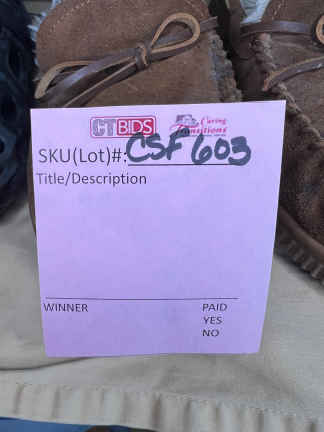 CTBIDS Caring Transitions
SKU(Lot)#: CSF 603
Title/Description
WINNER PAID
YES
NO